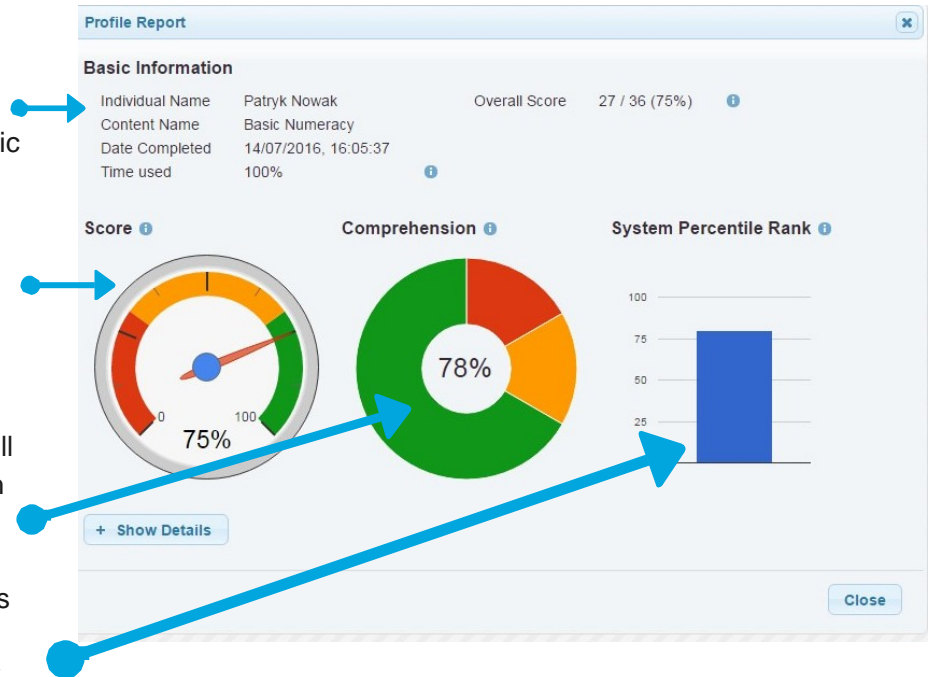 Profile Report
Basic Information
Individual Name Patryk Nowak Overall Score 27 / 36 (75%)
ic
Content Name Basic Numeracy
Date Completed 14/07/2016, 16:05:37
Time used 100%
Score Comprehension System Percentile Rank
100
75
50
25
78%
0 100
75%
ll
+ Show Details
s
Close